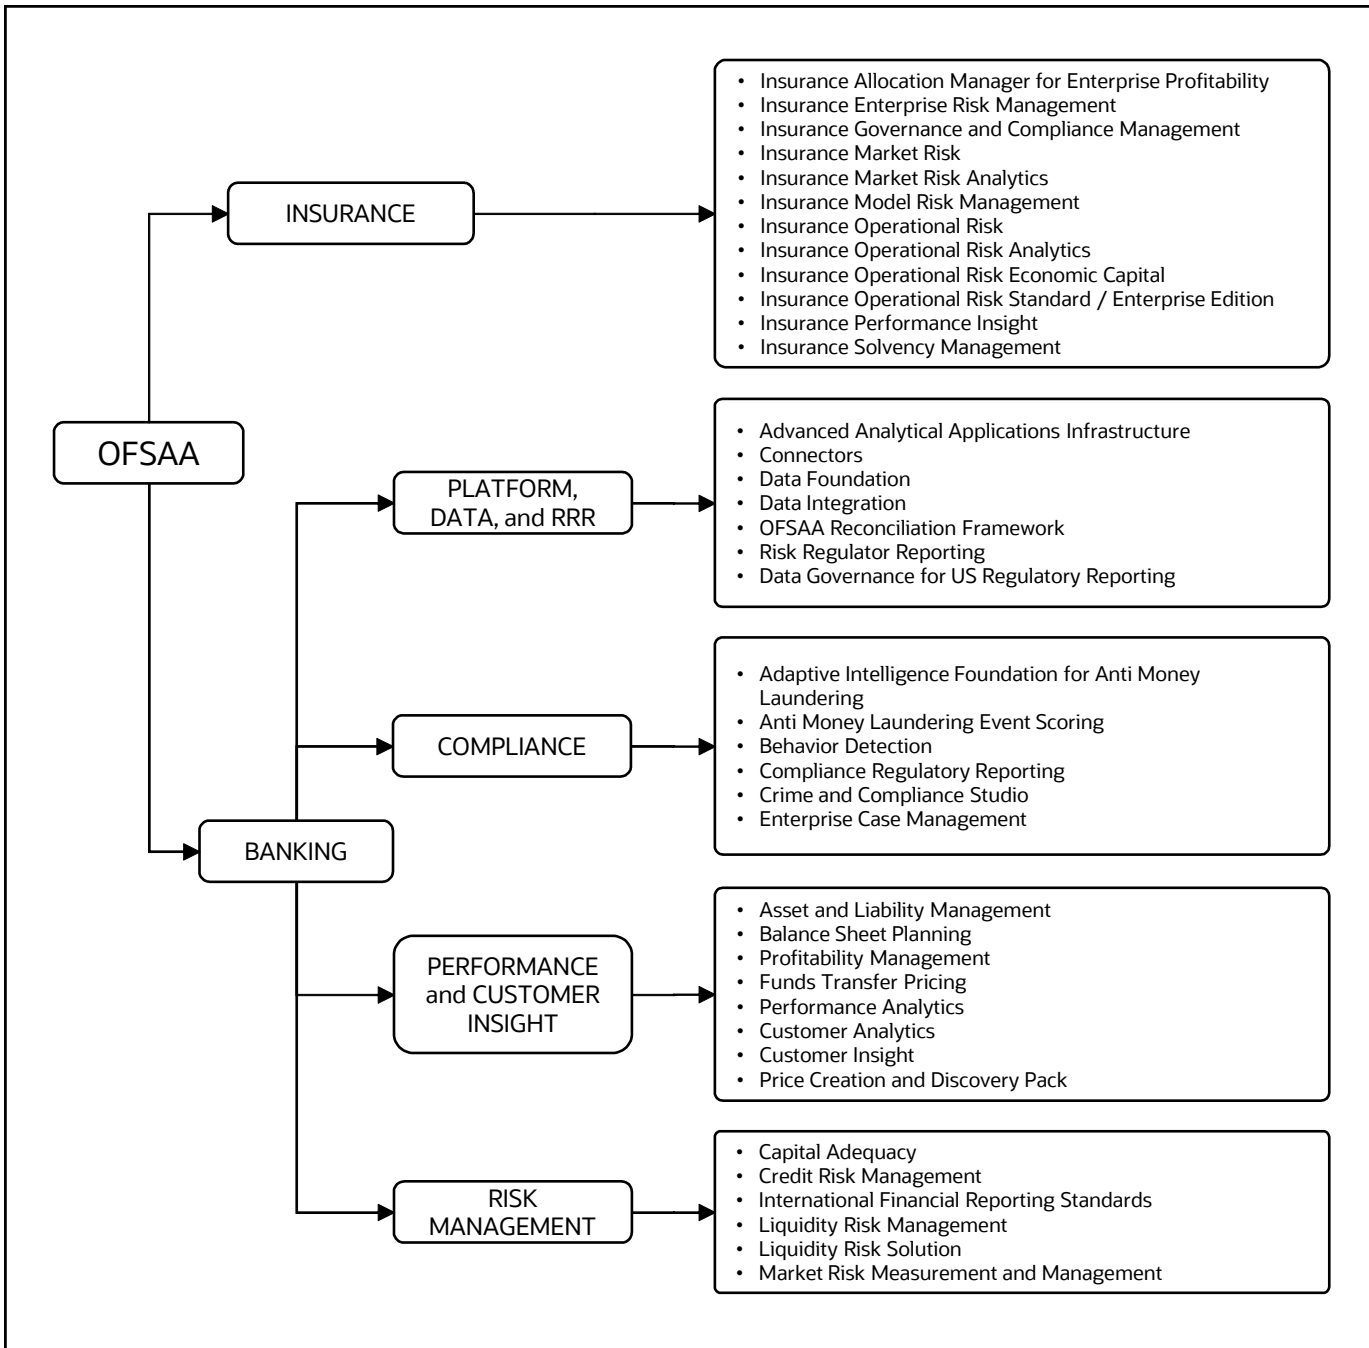 OFSAA
INSURANCE
• Insurance Allocation Manager for Enterprise Profitability
• Insurance Enterprise Risk Management
• Insurance Governance and Compliance Management
• Insurance Market Risk
• Insurance Market Risk Analytics
• Insurance Model Risk Management
• Insurance Operational Risk
• Insurance Operational Risk Analytics
• Insurance Operational Risk Economic Capital
• Insurance Operational Risk Standard / Enterprise Edition
• Insurance Performance Insight
• Insurance Solvency Management
BANKING
PLATFORM,
DATA, and RRR
• Advanced Analytical Applications Infrastructure
• Connectors
• Data Foundation
• Data Integration
• OFSAA Reconciliation Framework
• Risk Regulator Reporting
• Data Governance for US Regulatory Reporting
COMPLIANCE
• Adaptive Intelligence Foundation for Anti Money
Laundering
• Anti Money Laundering Event Scoring
• Behavior Detection
• Compliance Regulatory Reporting
• Crime and Compliance Studio
• Enterprise Case Management
PERFORMANCE
and CUSTOMER
INSIGHT
• Asset and Liability Management
• Balance Sheet Planning
• Profitability Management
• Funds Transfer Pricing
• Performance Analytics
• Customer Analytics
• Customer Insight
• Price Creation and Discovery Pack
RISK
MANAGEMENT
• Capital Adequacy
• Credit Risk Management
• International Financial Reporting Standards
• Liquidity Risk Management
• Liquidity Risk Solution
• Market Risk Measurement and Management